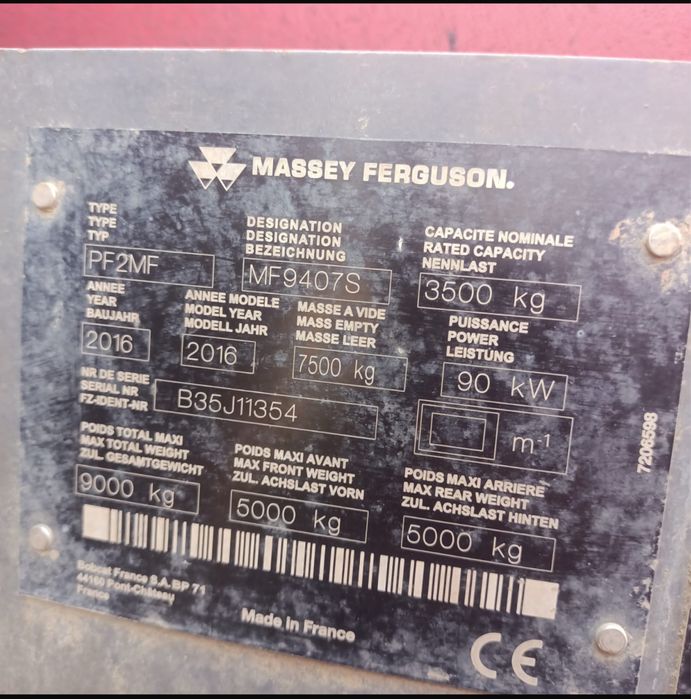 MASSEY FERGUSON.
TYPE
TYPE
TYP
PF2MF
DESIGNATION
DESIGNATION
BEZEICHNUNG
MF9407S
CAPACITE NOMINALE
RATED CAPACITY
NENNLAST
3500 kg
ANNEE
YEAR
BAUJAHR
2016
ANNEE MODELE
MODEL YEAR
MODELL JAHR
2016
MASSE A VIDE
MASS EMPTY
MASSE LEER
7500 kg
PUISSANCE
POWER
LEISTUNG
90 kW
NR DE SERIE
SERIAL NR
FZ-IDENT-NR
B35J11354
m-1
POIDS TOTAL MAXI
MAX TOTAL WEIGHT
ZUL. GESAMTGEWICHT
9000 kg
POIDS MAXI AVANT
MAX FRONT WEIGHT
ZUL. ACHSLAST VORN
5000 kg
POIDS MAXI ARRIERE
MAX REAR WEIGHT
ZUL. ACHSLAST HINTEN
5000 kg
7206598
Bobcat France S.A. BP 71
44160 Pont-Château
France
Made in France
CE